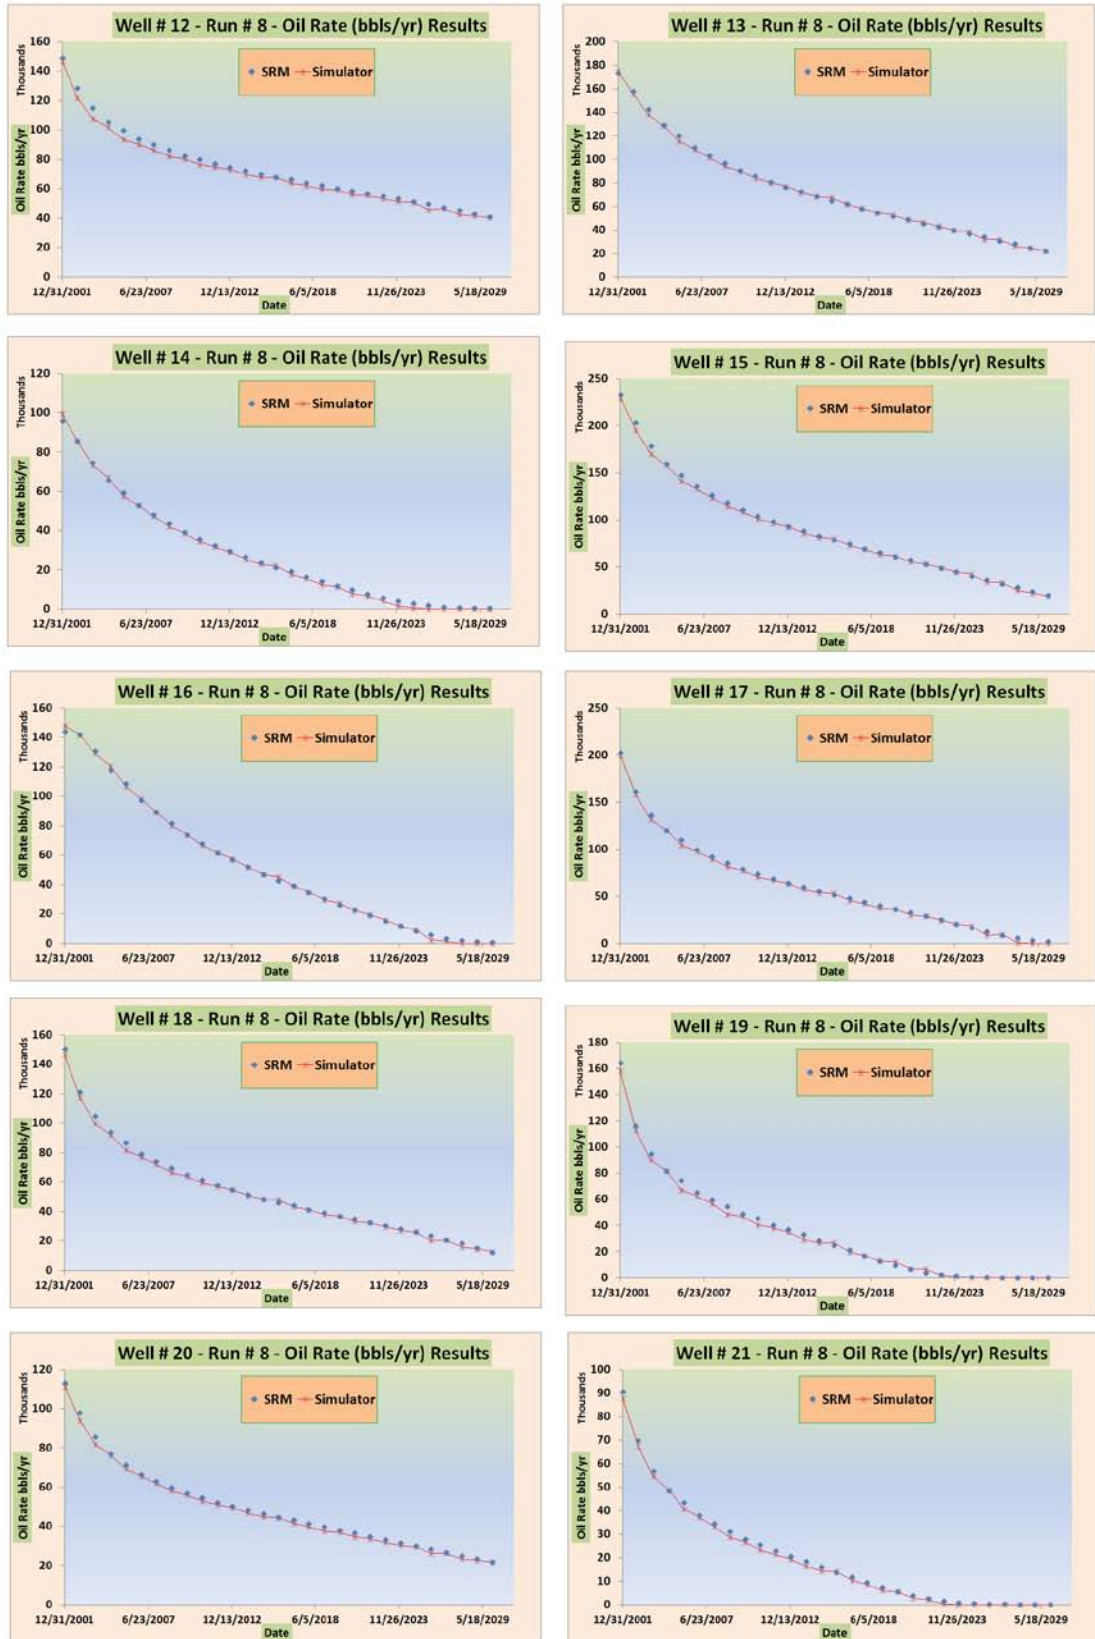 Well # 12 - Run # 8 - Oil Rate (bbls/yr) Results
Thousands
Oil Rate bbls/yr
160
140
120
100
80
60
40
20
0
SRM Simulator
12/31/2001 6/23/2007 12/13/2012 6/5/2018 11/26/2023 5/18/2029
Date
Well # 13 - Run # 8 - Oil Rate (bbls/yr) Results
Thousands
Oil Rate bbls/yr
200
180
160
140
120
100
80
60
40
20
0
SRM Simulator
12/31/2001 6/23/2007 12/13/2012 6/5/2018 11/26/2023 5/18/2029
Date
Well # 14 - Run # 8 - Oil Rate (bbls/yr) Results
Thousands
Oil Rate bbls/yr
120
100
80
60
40
20
0
SRM Simulator
12/31/2001 6/23/2007 12/13/2012 6/5/2018 11/26/2023 5/18/2029
Date
Well # 15 - Run # 8 - Oil Rate (bbls/yr) Results
Thousands
Oil Rate bbls/yr
250
200
150
100
50
0
SRM Simulator
12/31/2001 6/23/2007 12/13/2012 6/5/2018 11/26/2023 5/18/2029
Date
Well # 16 - Run # 8 - Oil Rate (bbls/yr) Results
Thousands
Oil Rate bbls/yr
160
140
120
100
80
60
40
20
0
SRM Simulator
12/31/2001 6/23/2007 12/13/2012 6/5/2018 11/26/2023 5/18/2029
Date
Well # 17 - Run # 8 - Oil Rate (bbls/yr) Results
Thousands
Oil Rate bbls/yr
250
200
150
100
50
0
SRM Simulator
12/31/2001 6/23/2007 12/13/2012 6/5/2018 11/26/2023 5/18/2029
Date
Well # 18 - Run # 8 - Oil Rate (bbls/yr) Results
Thousands
Oil Rate bbls/yr
160
140
120
100
80
60
40
20
0
SRM Simulator
12/31/2001 6/23/2007 12/13/2012 6/5/2018 11/26/2023 5/18/2029
Date
Well # 19 - Run # 8 - Oil Rate (bbls/yr) Results
Thousands
Oil Rate bbls/yr
180
160
140
120
100
80
60
40
20
0
SRM Simulator
12/31/2001 6/23/2007 12/13/2012 6/5/2018 11/26/2023 5/18/2029
Date
Well # 20 - Run # 8 - Oil Rate (bbls/yr) Results
Thousands
Oil Rate bbls/yr
120
100
80
60
40
20
0
SRM Simulator
12/31/2001 6/23/2007 12/13/2012 6/5/2018 11/26/2023 5/18/2029
Date
Well # 21 - Run # 8 - Oil Rate (bbls/yr) Results
Thousands
Oil Rate bbls/yr
100
90
80
70
60
50
40
30
20
10
0
SRM Simulator
12/31/2001 6/23/2007 12/13/2012 6/5/2018 11/26/2023 5/18/2029
Date